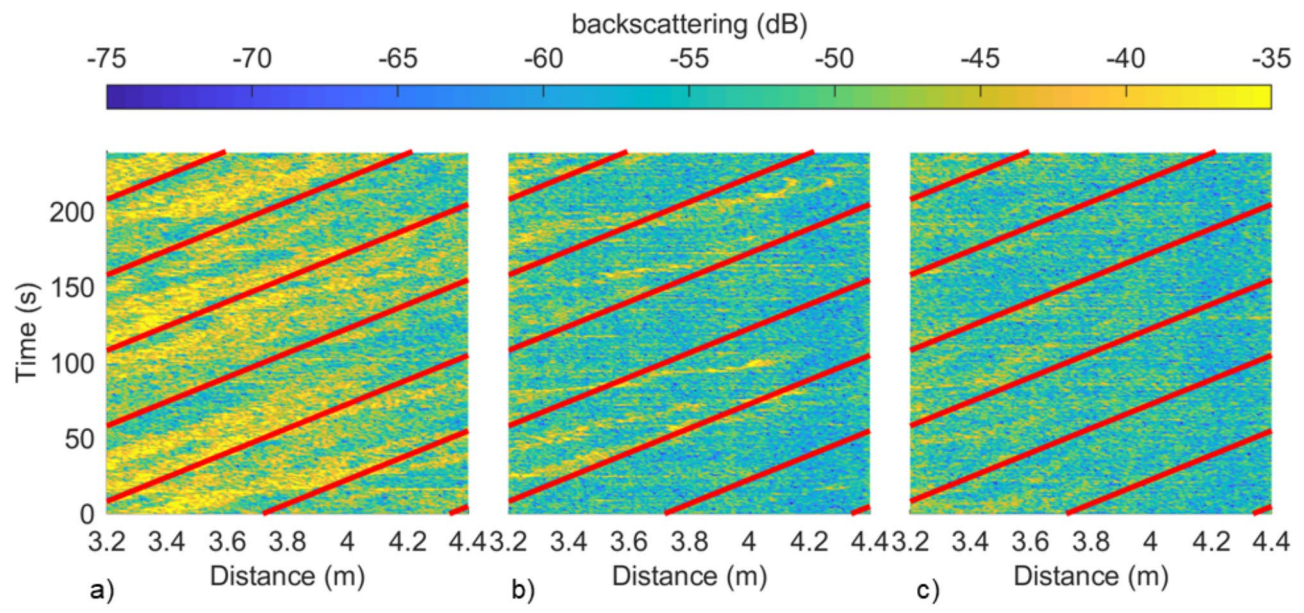 backscattering (dB)
-75 -70 -65 -60 -55 -50 -45 -40 -35
Time (s)
200
150
100
50
0
3.2 3.4 3.6 3.8 4 4.2 4.4 3.2 3.4 3.6 3.8 4 4.2 4.4 3.2 3.4 3.6 3.8 4 4.2 4.4
Distance (m) Distance (m) Distance (m)
a) b) c)